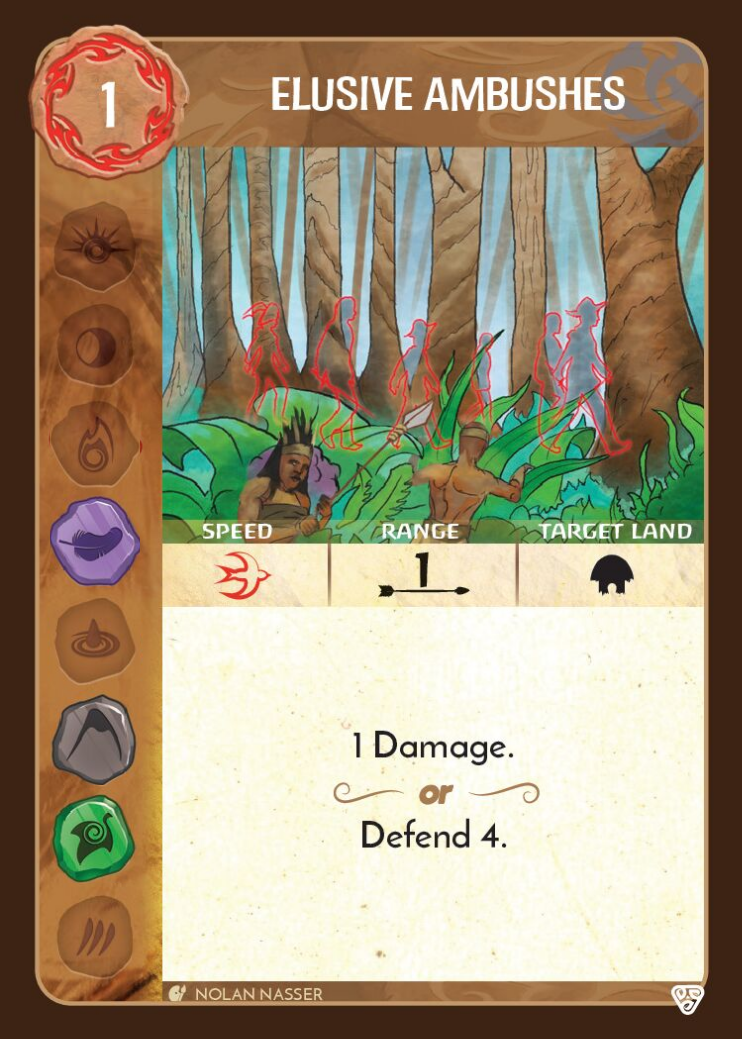 1
ELUSIVE AMBUSHES
SPEED RANGE TARGET LAND
1
1 Damage.
or
Defend 4.
NOLAN NASSER